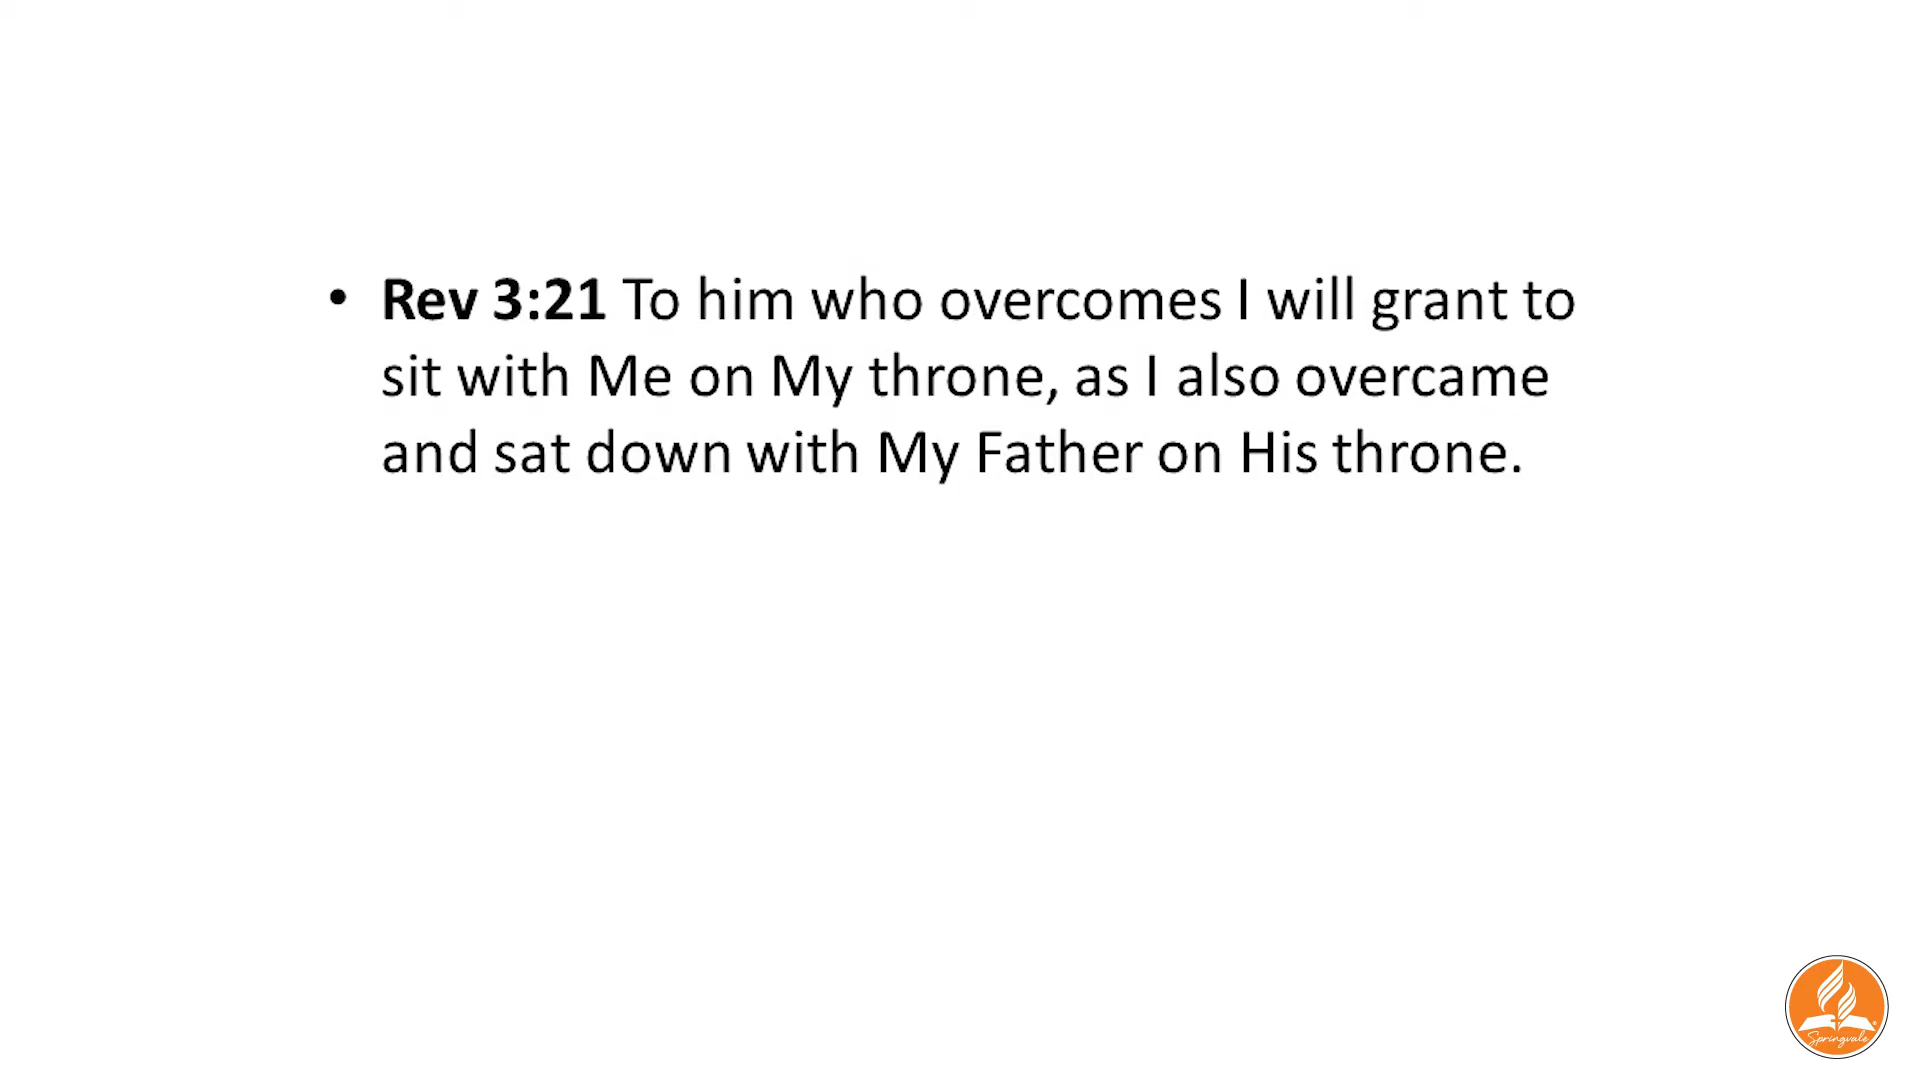 • Rev 3:21 To him who overcomes I will grant to
sit with Me on My throne, as I also overcame
and sat down with My Father on His throne.
Springvale